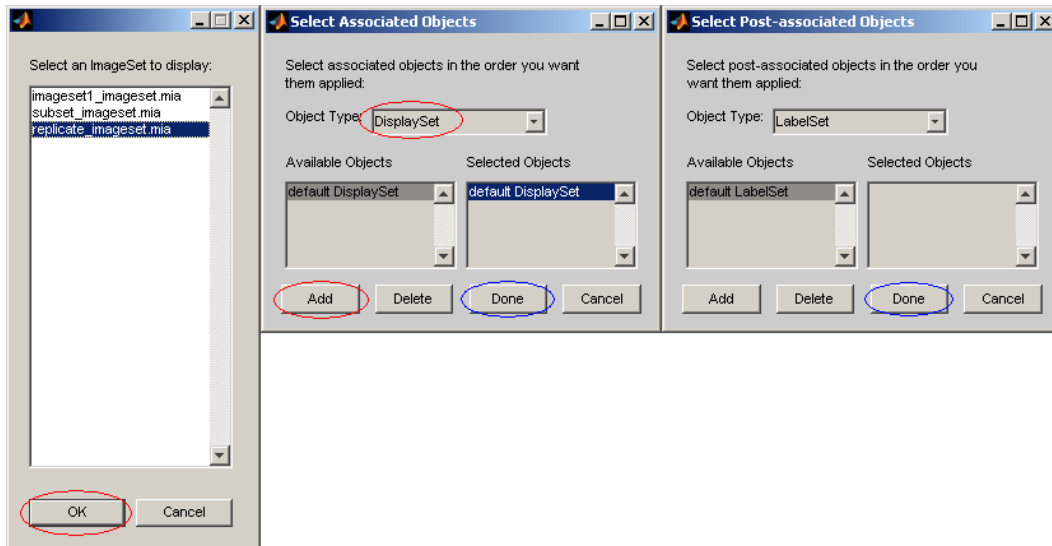 Select an ImageSet to display:
imageset1_imageset.mia
subset_imageset.mia
replicate_imageset.mia
OK
Cancel
Select Associated Objects
Select associated objects in the order you want
them applied:
Object Type:
DisplaySet
Available Objects
Selected Objects
default DisplaySet
default DisplaySet
Add
Delete
Done
Cancel
Select Post-associated Objects
Select post-associated objects in the order you
want them applied:
Object Type:
LabelSet
Available Objects
Selected Objects
default LabelSet
Add
Delete
Done
Cancel